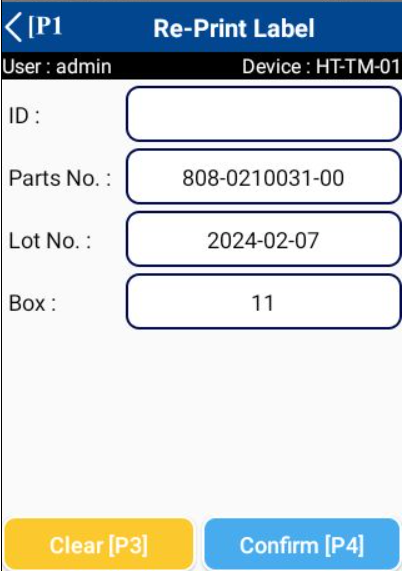 [P1
Re-Print Label
User : admin
Device : HT-TM-01
ID :
Parts No. : 808-0210031-00
Lot No. : 2024-02-07
Box : 11
Clear [P3]
Confirm [P4]